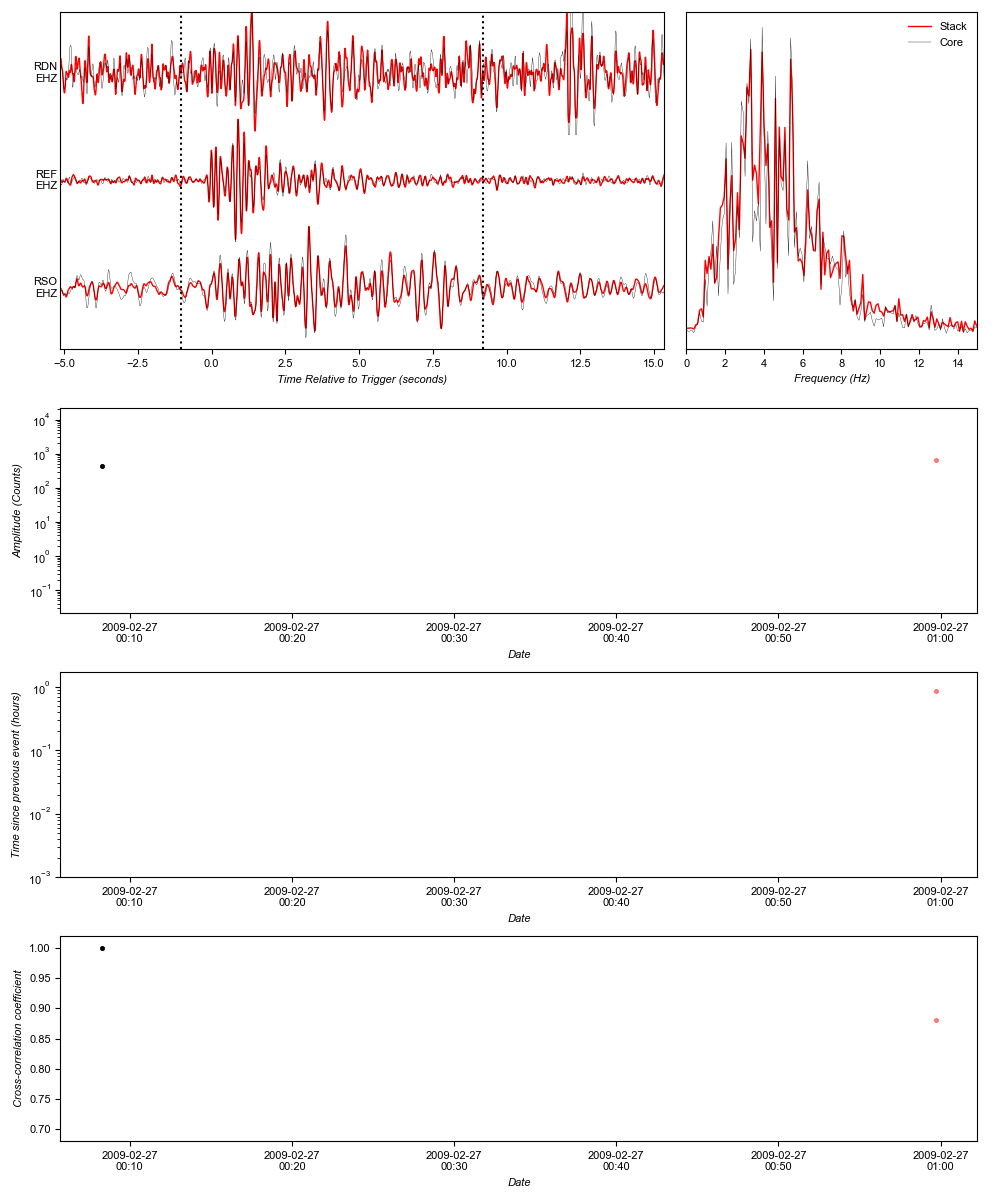 RDN
EHZ
REF
EHZ
RSO
EHZ
−5.0 −2.5 0.0 2.5 5.0 7.5 10.0 12.5 15.0
Time Relative to Trigger (seconds)
Stack
Core
0 2 4 6 8 10 12 14
Frequency (Hz)
10⁴
10³
10²
10¹
10⁰
10⁻¹
Amplitude (Counts)
2009-02-27 2009-02-27 2009-02-27 2009-02-27 2009-02-27 2009-02-27
00:10 00:20 00:30 00:40 00:50 01:00
Date
10⁰
10⁻¹
10⁻²
10⁻³
Time since previous event (hours)
2009-02-27 2009-02-27 2009-02-27 2009-02-27 2009-02-27 2009-02-27
00:10 00:20 00:30 00:40 00:50 01:00
Date
1.00
0.95
0.90
0.85
0.80
0.75
0.70
Cross-correlation coefficient
2009-02-27 2009-02-27 2009-02-27 2009-02-27 2009-02-27 2009-02-27
00:10 00:20 00:30 00:40 00:50 01:00
Date